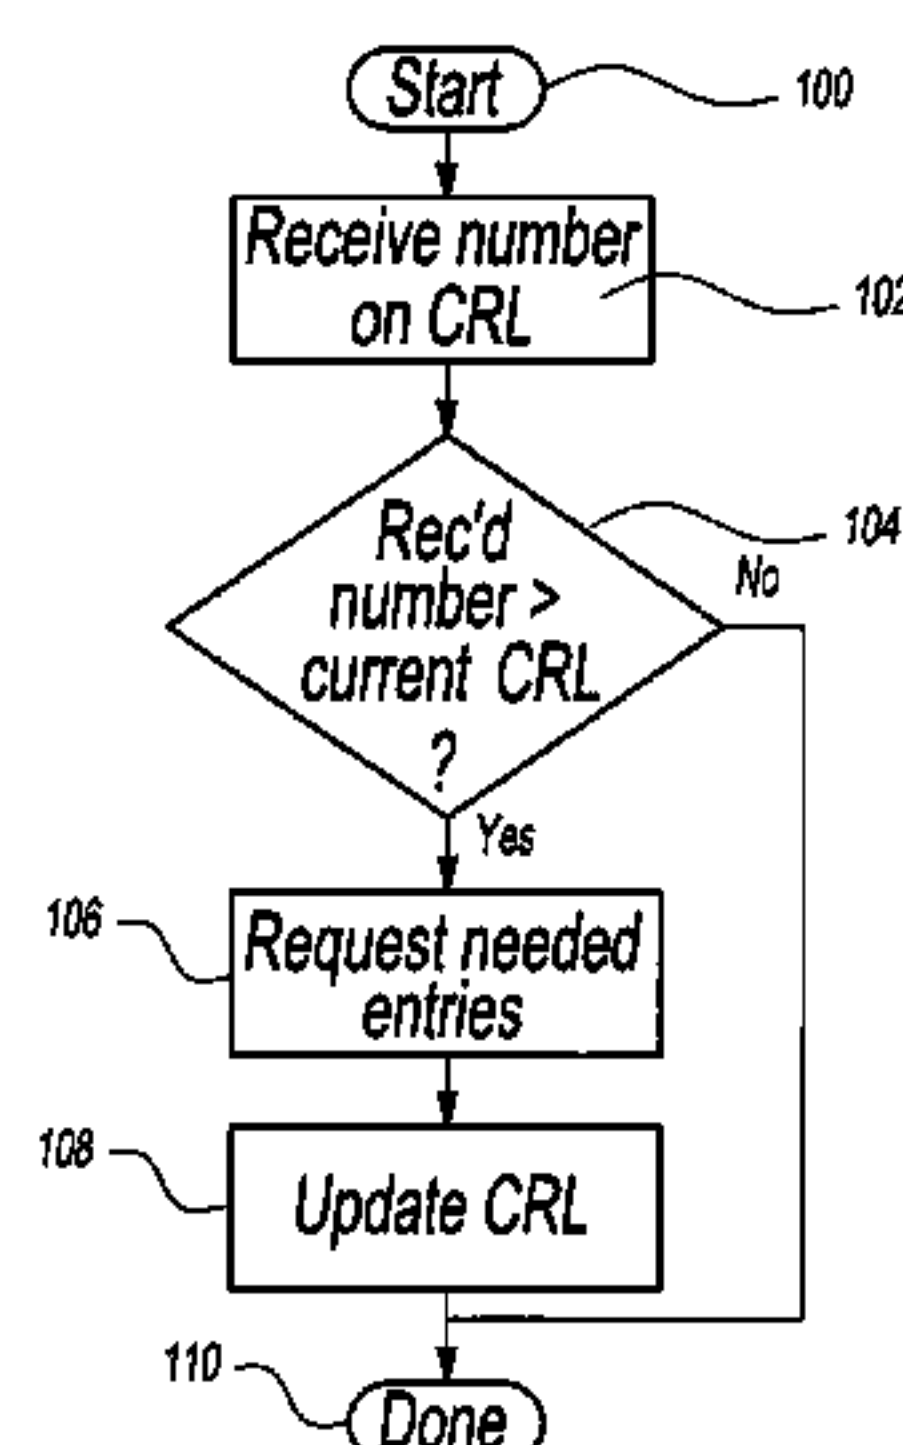 Start
100
Receive number
on CRL
102
Rec'd
number >
current CRL
?
104
No
Yes
106
Request needed
entries
108
Update CRL
110
Done